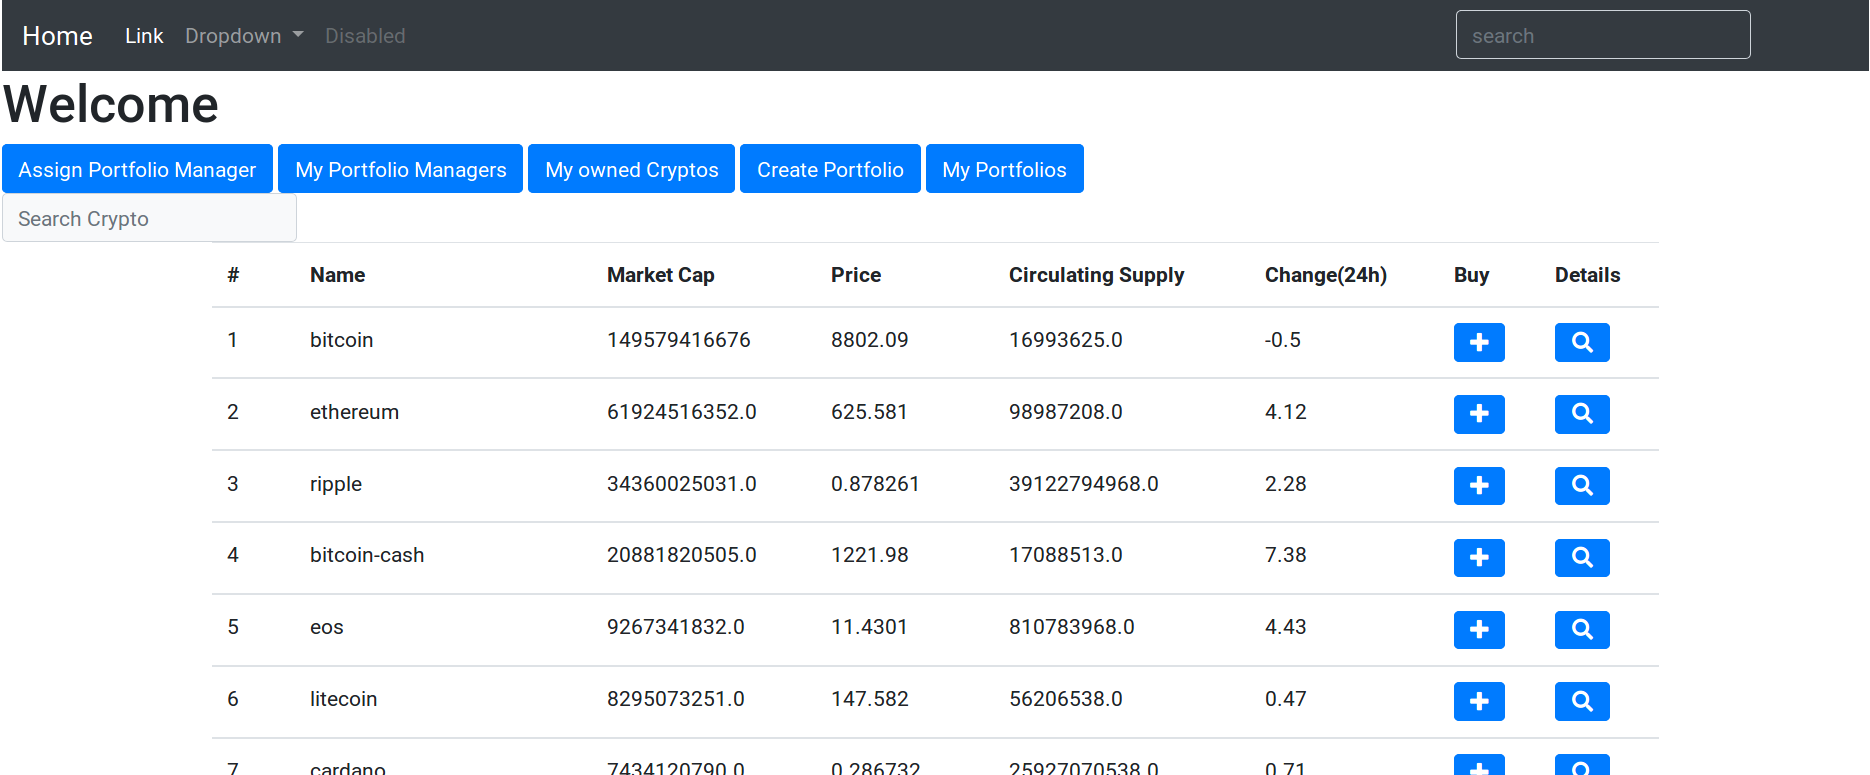 Home Link Dropdown Disabled search
Welcome
Assign Portfolio Manager My Portfolio Managers My owned Cryptos Create Portfolio My Portfolios
Search Crypto
# Name Market Cap Price Circulating Supply Change(24h) Buy Details
1 bitcoin 149579416676 8802.09 16993625.0 -0.5
2 ethereum 61924516352.0 625.581 98987208.0 4.12
3 ripple 34360025031.0 0.878261 39122794968.0 2.28
4 bitcoin-cash 20881820505.0 1221.98 17088513.0 7.38
5 eos 9267341832.0 11.4301 810783968.0 4.43
6 litecoin 8295073251.0 147.582 56206538.0 0.47
7 cardano 7434120790.0 0.286732 25927070538.0 0.71